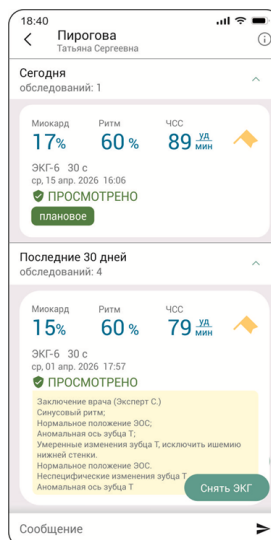 18:40
Пирогова
Татьяна Сергеевна
Сегодня
обследований: 1
Миокард Ритм ЧСС
17% 60 % 89 уд мин
ЭКГ-6 30 с
ср, 15 апр. 2026 16:06
ПРОСМОТРЕНО
плановое
Последние 30 дней
обследований: 4
Миокард Ритм ЧСС
15% 60 % 79 уд мин
ЭКГ-6 30 с
ср, 01 апр. 2026 17:57
ПРОСМОТРЕНО
Заключение врача (Эксперт С.)
Синусовый ритм;
Нормальное положение ЭОС;
Аномальная ось зубца Т;
Умеренные изменения зубца Т, исключить ишемию
нижней стенки.
Нормальное положение ЭОС.
Неспецифические изменения зубца Т
Аномальная ось зубца Т
Снять ЭКГ
Сообщение